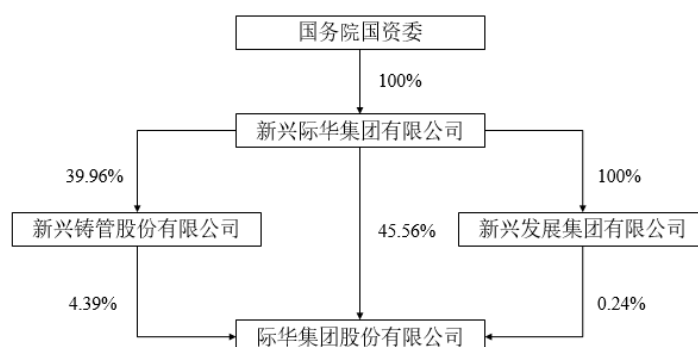 国务院国资委
100%
新兴际华集团有限公司
39.96%
100%
新兴铸管股份有限公司
45.56%
新兴发展集团有限公司
4.39%
0.24%
际华集团股份有限公司